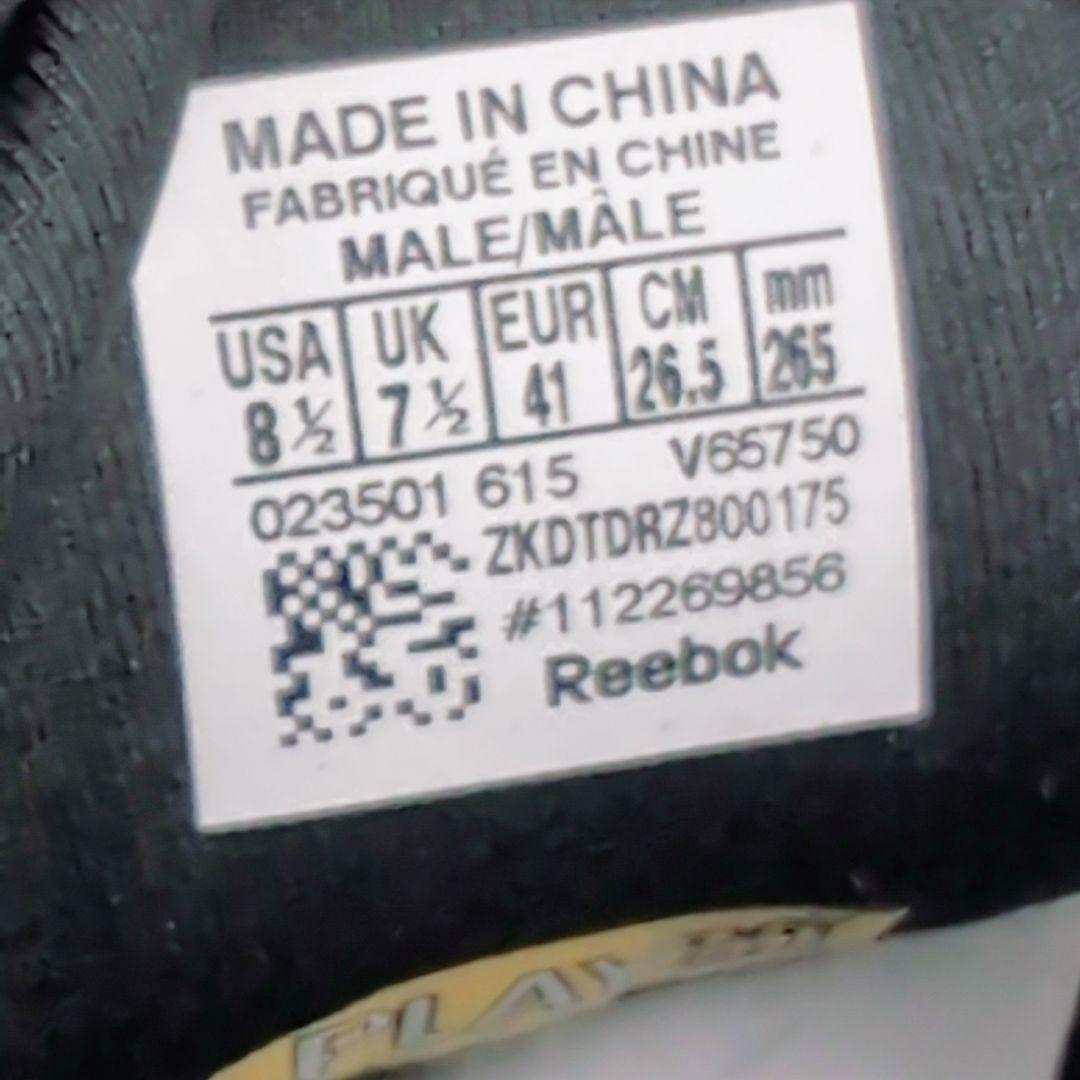 MADE IN CHINA
FABRIQUÉ EN CHINE
MALE/MÂLE
USA UK EUR CM mm
8 ½ 7 ½ 41 26.5 265
023501 615 V65750
ZKDTDRZ800175
#112269856
Reebok
PLAY